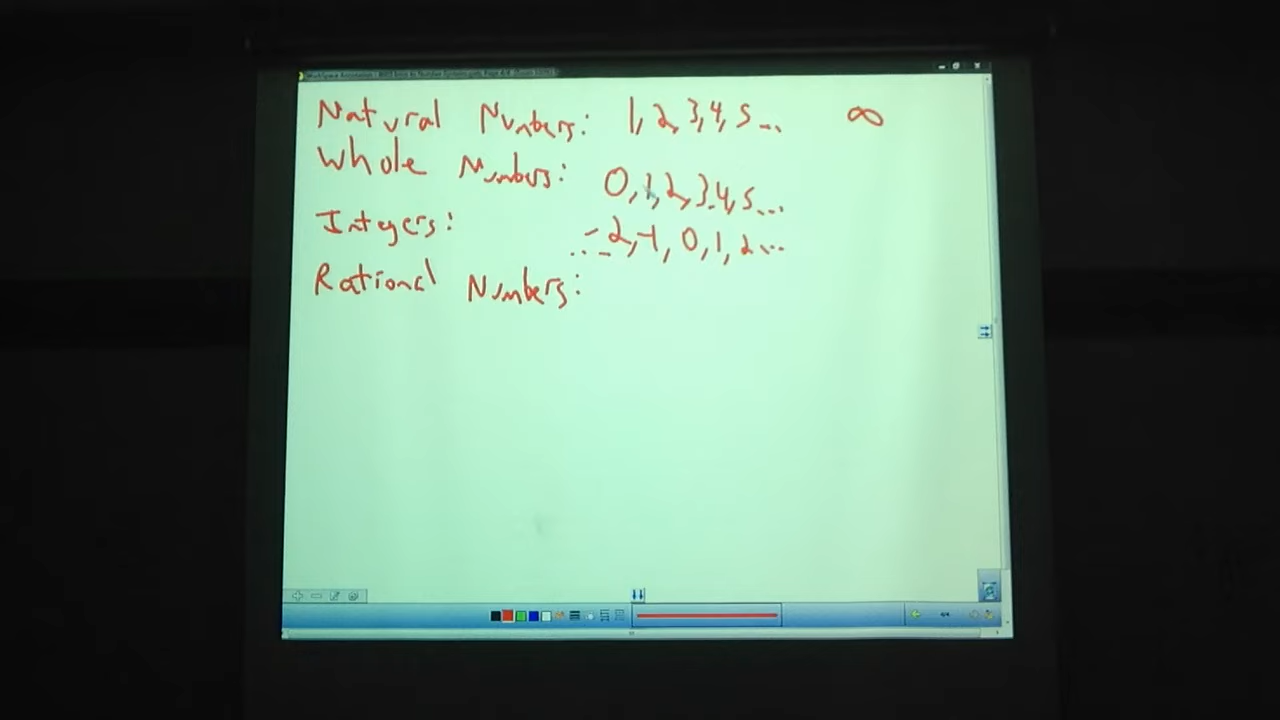 Natural Numbers: 1, 2, 3, 4, 5... ∞
Whole Numbers: 0, 1, 2, 3, 4, 5...
Integers: ... -2, -1, 0, 1, 2...
Rational Numbers: